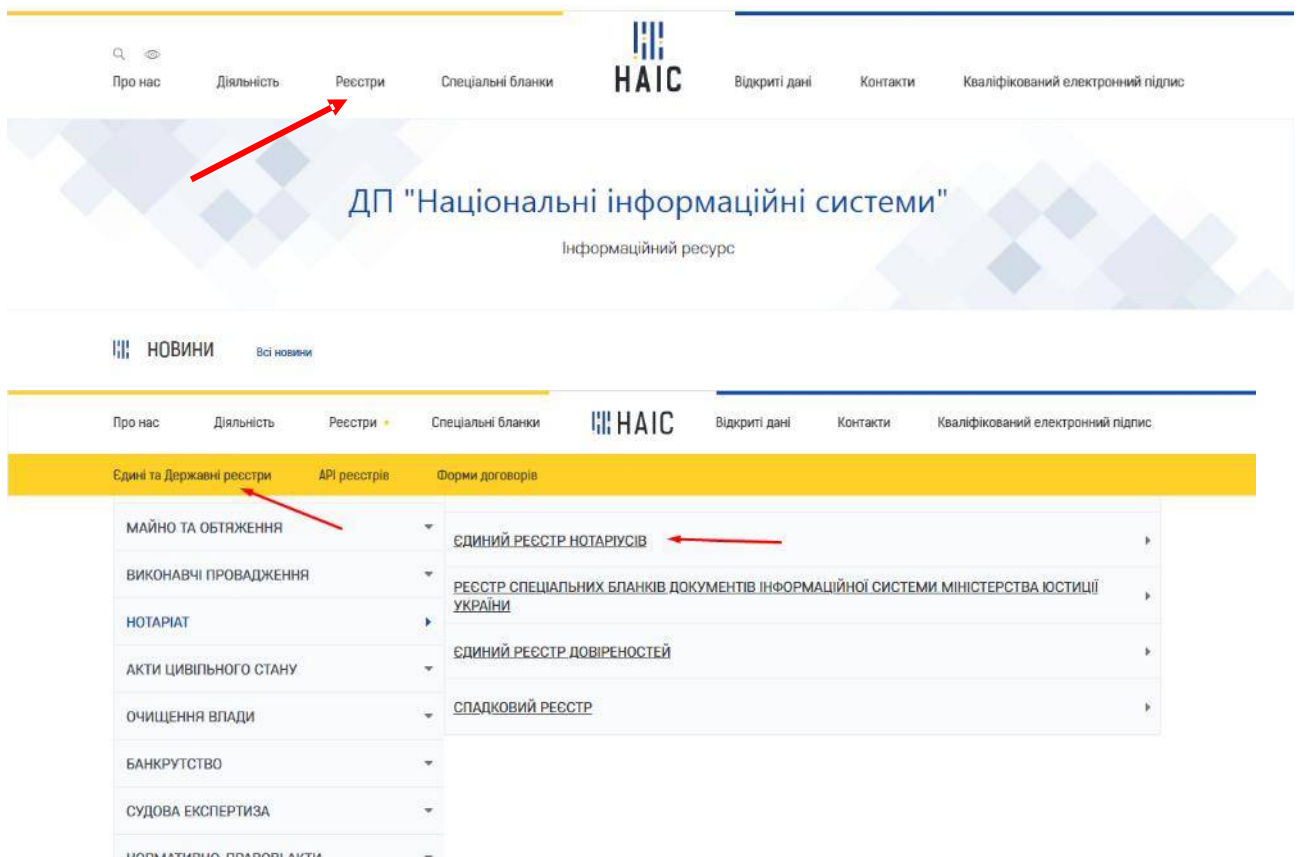 Про нас Діяльність Реєстри Спеціальні бланки НАІС Відкриті дані Контакти Кваліфікований електронний підпис
ДП "Національні інформаційні системи"
Інформаційний ресурс
НОВИНИ Всі новини
Про нас Діяльність Реєстри Спеціальні бланки НАІС Відкриті дані Контакти Кваліфікований електронний підпис
Єдині та Державні реєстри API реєстрів Форми договорів
МАЙНО ТА ОБТЯЖЕННЯ
ВИКОНАВЧІ ПРОВАДЖЕННЯ
НОТАРІАТ
АКТИ ЦИВІЛЬНОГО СТАНУ
ОЧИЩЕННЯ ВЛАДИ
БАНКРУТСТВО
СУДОВА ЕКСПЕРТИЗА
НОРМАТИВНО-ПРАВОВІ АКТИ
ЄДИНИЙ РЕЄСТР НОТАРІУСІВ
РЕЄСТР СПЕЦІАЛЬНИХ БЛАНКІВ ДОКУМЕНТІВ ІНФОРМАЦІЙНОЇ СИСТЕМИ МІНІСТЕРСТВА ЮСТИЦІЇ
УКРАЇНИ
ЄДИНИЙ РЕЄСТР ДОВІРЕНОСТЕЙ
СПАДКОВИЙ РЕЄСТР